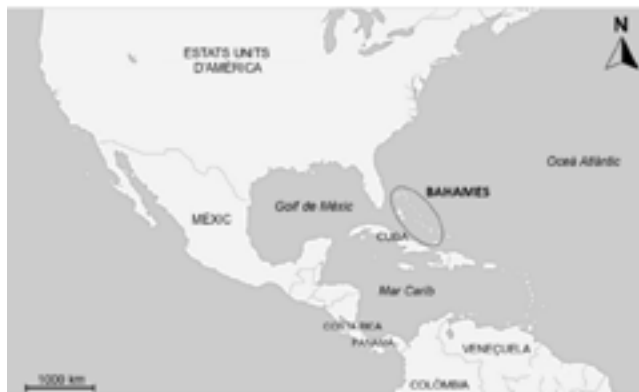 ESTATS UNITS
D'AMÈRICA
N
Oceà Atlàntic
BAHAMES
Golf de Mèxic
MÈXIC
CUBA
Mar Carib
COSTA RICA
PANAMÀ
VENEÇUELA
COLÒMBIA
1000 km